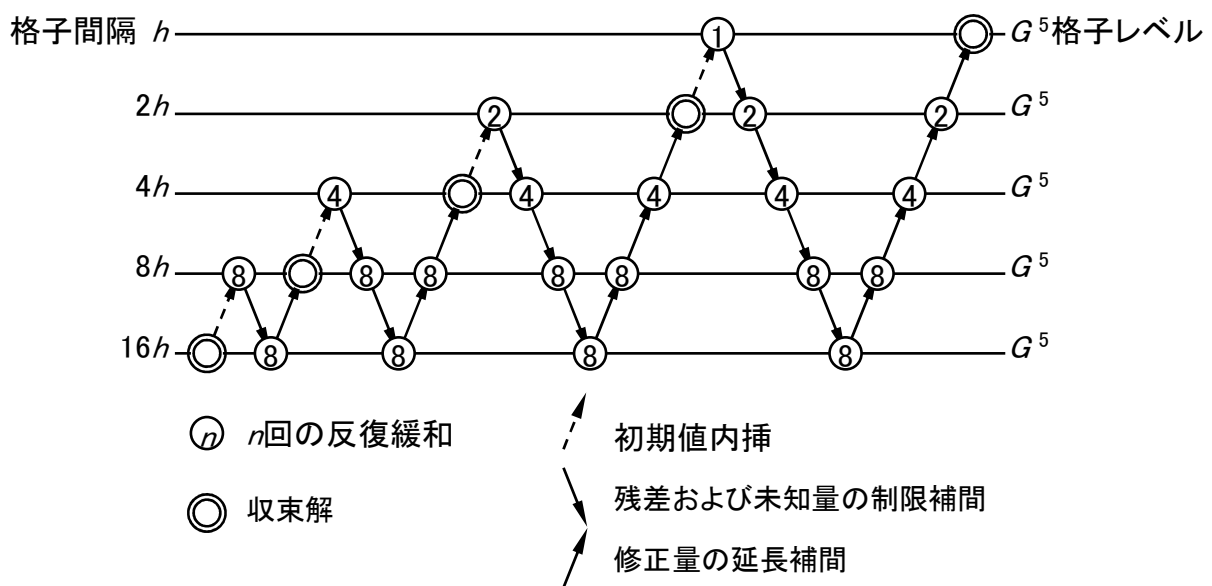 格子間隔 h G⁵格子レベル
1
2h 2 2 2 G⁵
4h 4 4 4 4 4 G⁵
8h 8 8 8 8 8 8 8 G⁵
16h 8 8 8 8 G⁵
n n回の反復緩和
初期値内挿
収束解
残差および未知量の制限補間
修正量の延長補間